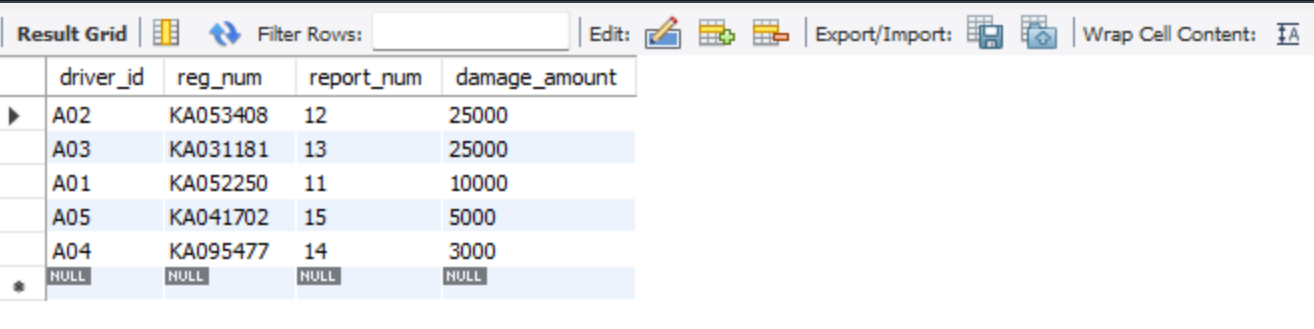 Result Grid Filter Rows: Edit: Export/Import: Wrap Cell Content: IA
driver_id reg_num report_num damage_amount
A02 KA053408 12 25000
A03 KA031181 13 25000
A01 KA052250 11 10000
A05 KA041702 15 5000
A04 KA095477 14 3000
NULL NULL NULL NULL